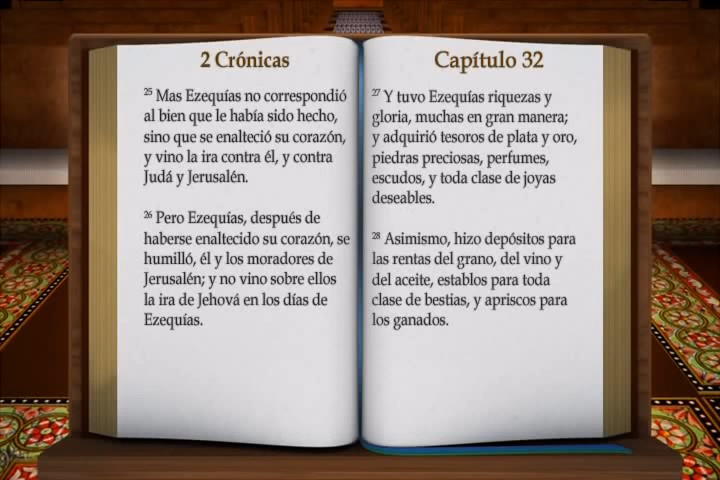 2 Crónicas
25 Mas Ezequías no correspondió
al bien que le había sido hecho,
sino que se enalteció su corazón,
y vino la ira contra él, y contra
Judá y Jerusalén.
26 Pero Ezequías, después de
haberse enaltecido su corazón, se
humilló, él y los moradores de
Jerusalén; y no vino sobre ellos
la ira de Jehová en los días de
Ezequías.
Capítulo 32
27 Y tuvo Ezequías riquezas y
gloria, muchas en gran manera;
y adquirió tesoros de plata y oro,
piedras preciosas, perfumes,
escudos, y toda clase de joyas
deseables.
28 Asimismo, hizo depósitos para
las rentas del grano, del vino y
del aceite, establos para toda
clase de bestias, y apriscos para
los ganados.